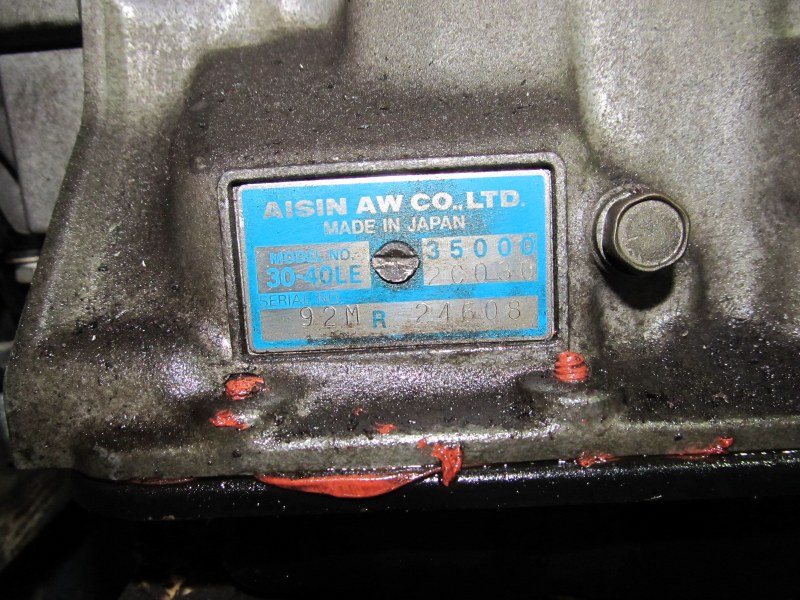 AISIN AW CO.,LTD.
MADE IN JAPAN
MODEL NO. 35000
30-40LE
SERIAL NO.
92M R 24608